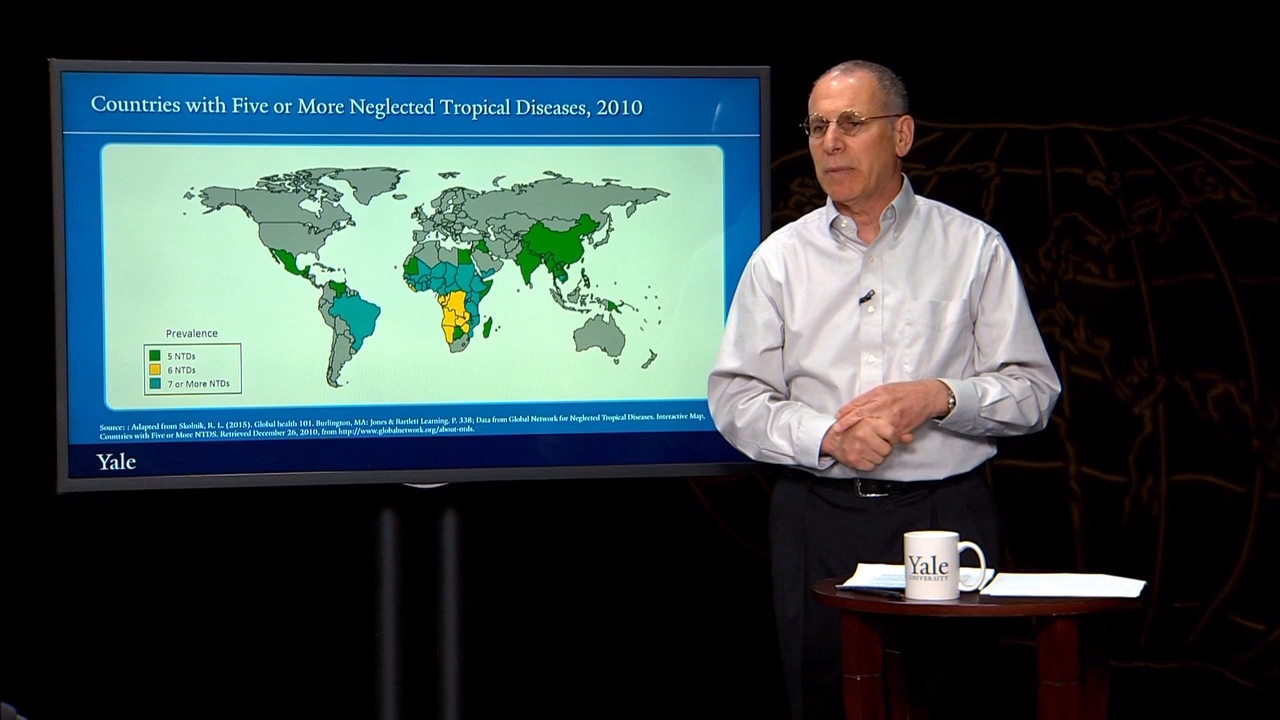 Countries with Five or More Neglected Tropical Diseases, 2010
Prevalence
5 NTDs
6 NTDs
7 or More NTDs
Source: : Adapted from Skolnik, R. L. (2015). Global health 101. Burlington, MA: Jones & Bartlett Learning. P. 338; Data from Global Network for Neglected Tropical Diseases. Interactive Map,
Countries with Five or More NTDS. Retrieved December 26, 2010, from http://www.globalnetwork.org/about-ntds.
Yale
Yale
UNIVERSITY